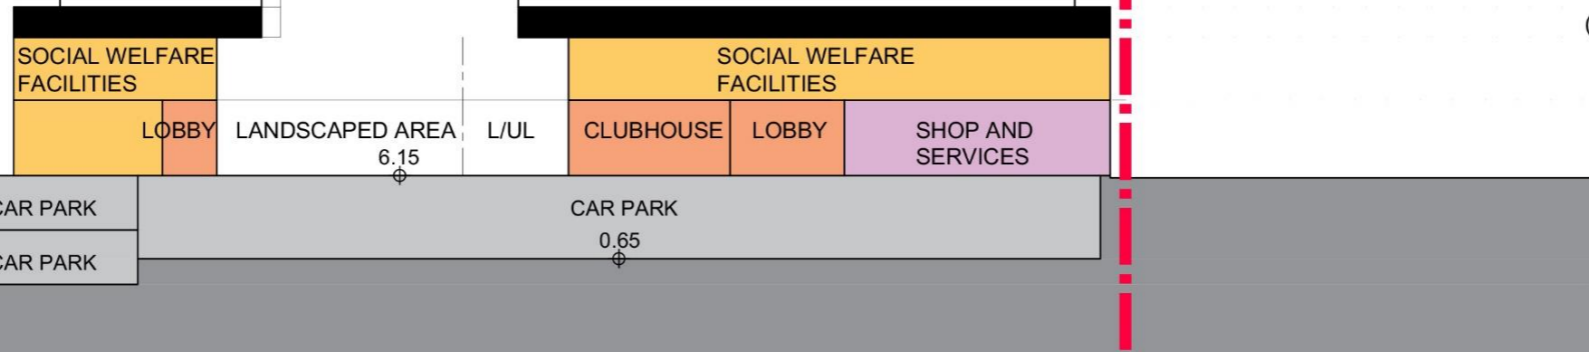 SOCIAL WELFARE
FACILITIES
SOCIAL WELFARE
FACILITIES
LOBBY
LANDSCAPED AREA
L/UL
CLUBHOUSE
LOBBY
SHOP AND
SERVICES
6.15
CAR PARK
CAR PARK
0.65
CAR PARK